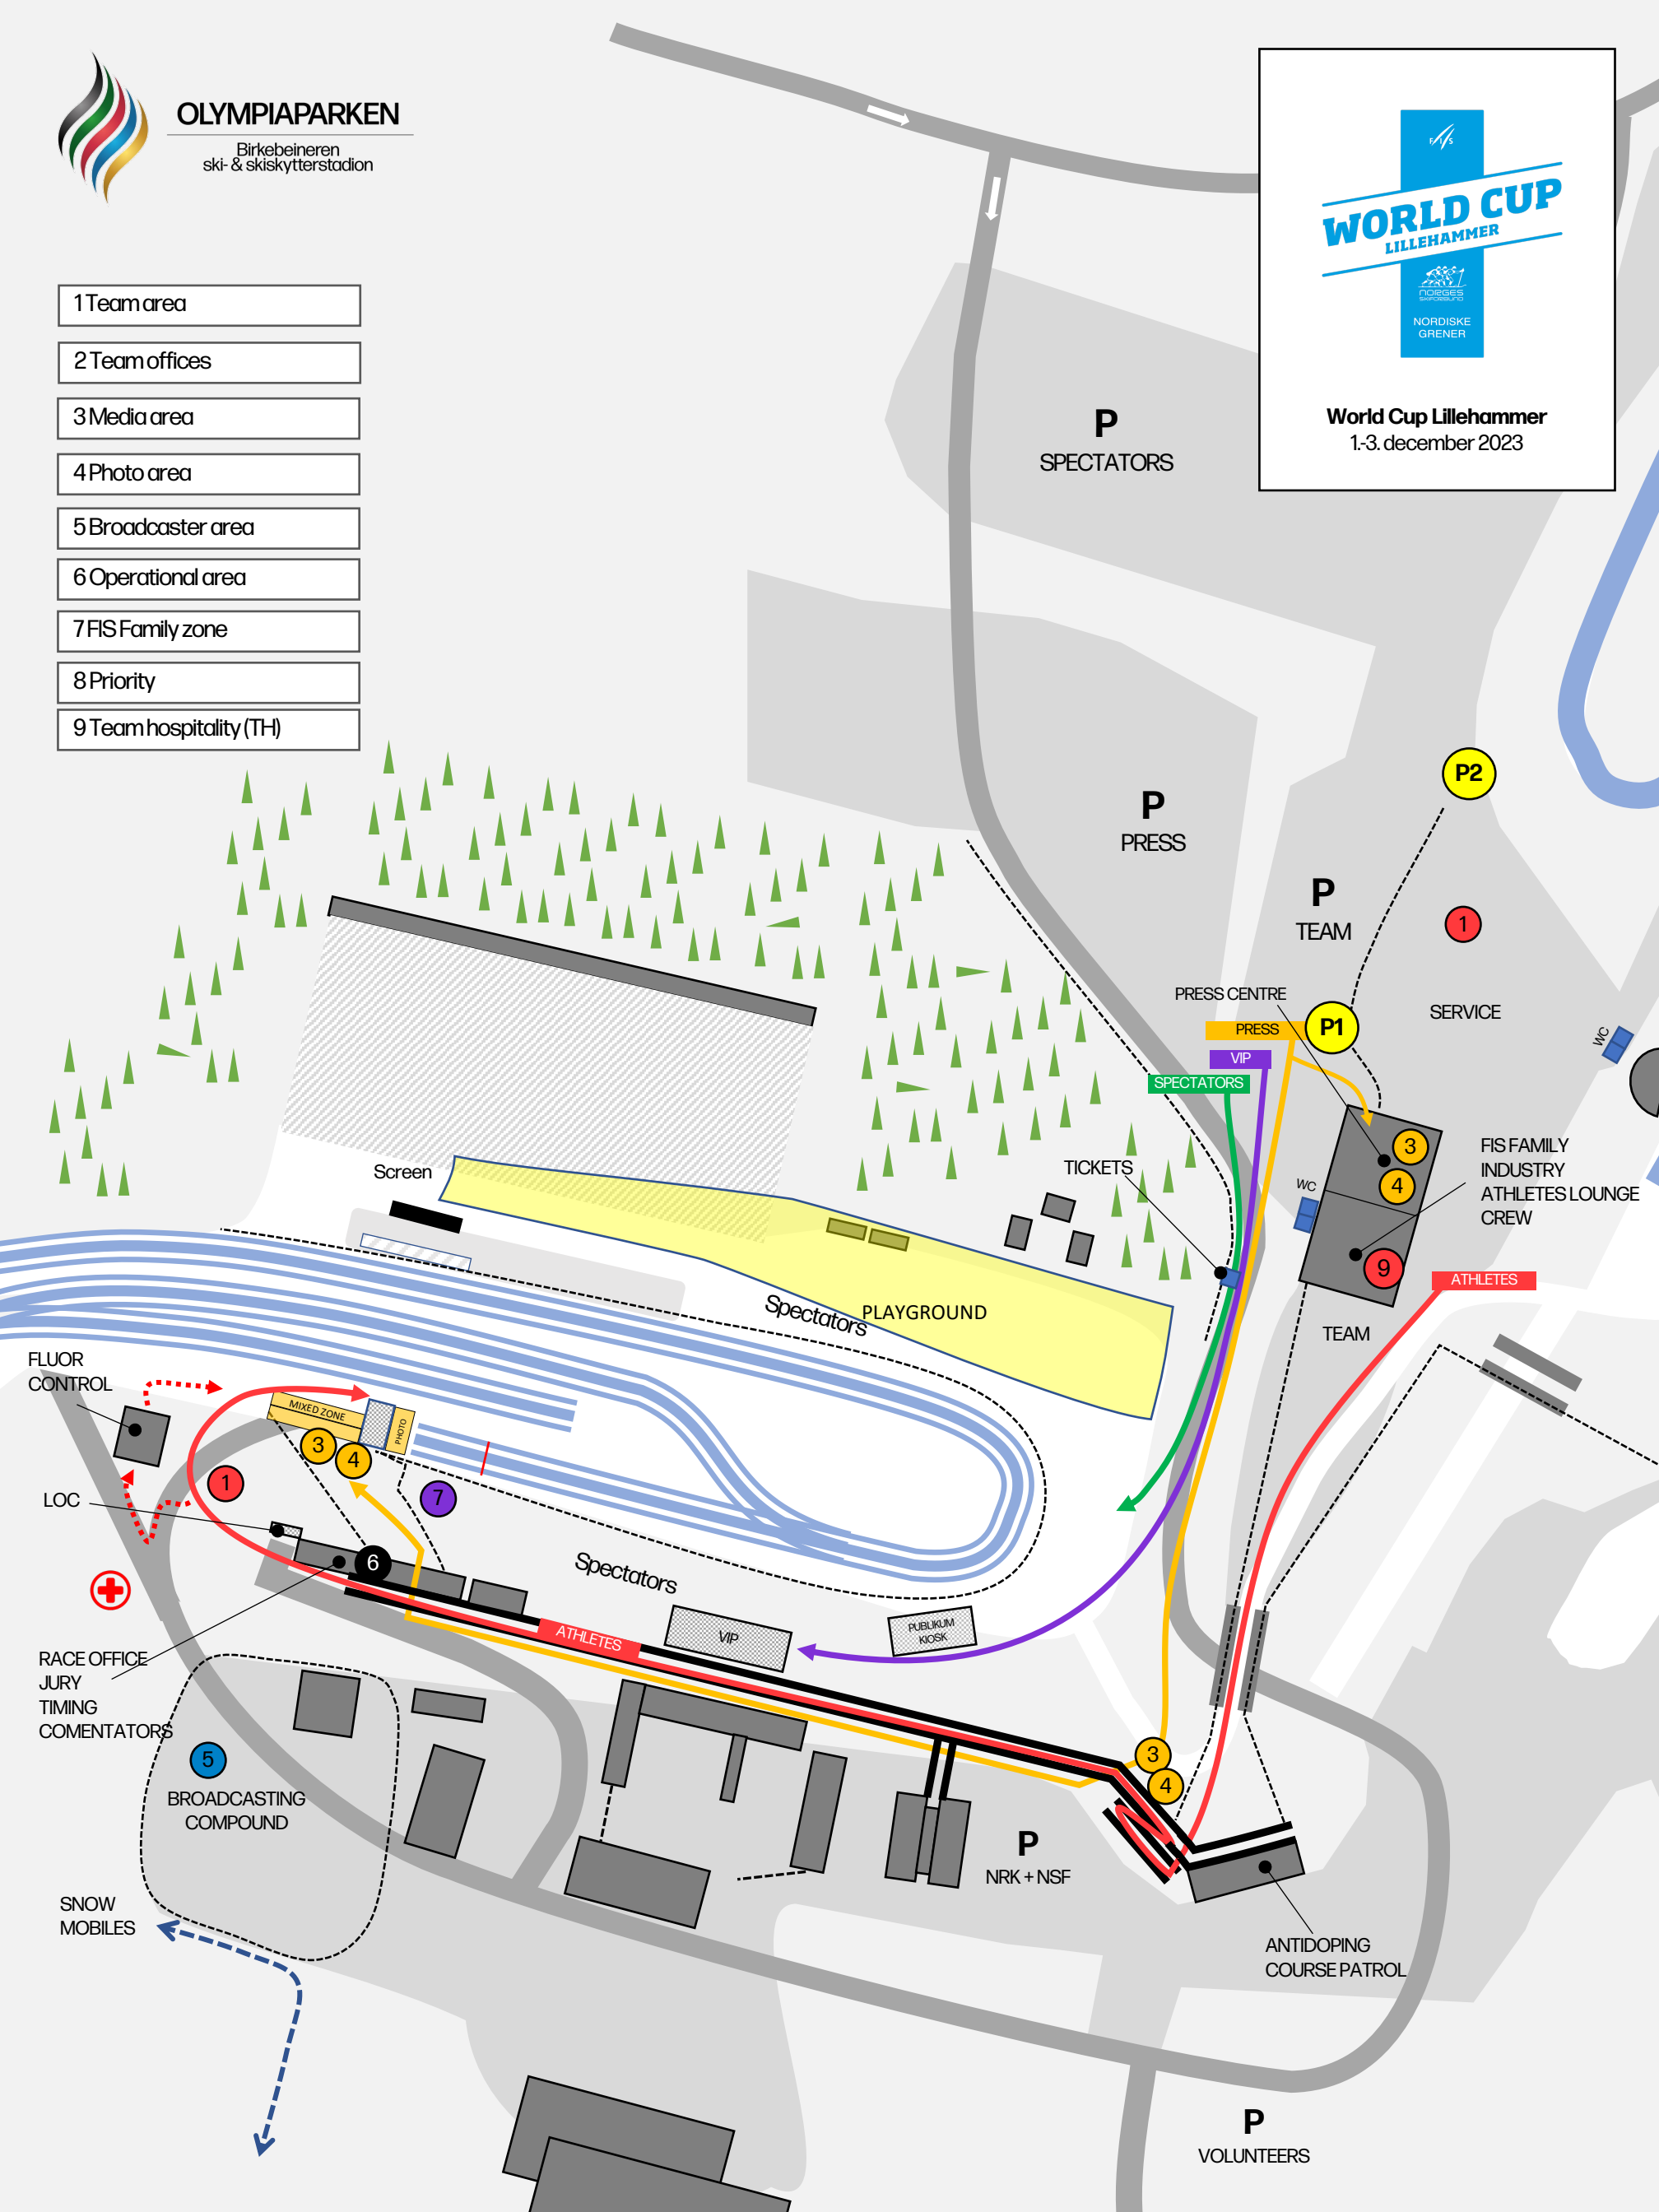 OLYMPIAPARKEN
Birkebeineren
ski- & skiskytterstadion
FIS
WORLD CUP
LILLEHAMMER
NORGES
SKIFORBUND
NORDISKE
GRENER
World Cup Lillehammer
1.-3. december 2023
1 Team area
2 Team offices
3 Media area
4 Photo area
5 Broadcaster area
6 Operational area
7 FIS Family zone
8 Priority
9 Team hospitality (TH)
P
SPECTATORS
P2
P
PRESS
P
TEAM
1
PRESS CENTRE
SERVICE
P1
PRESS
VIP
SPECTATORS
WC
3
4
FIS FAMILY
INDUSTRY
ATHLETES LOUNGE
CREW
TICKETS
WC
9
ATHLETES
Screen
Spectators
PLAYGROUND
TEAM
FLUOR
CONTROL
MIXED ZONE
PHOTO
3
4
1
7
LOC
6
Spectators
ATHLETES
VIP
PUBLIKUM
KIOSK
RACE OFFICE
JURY
TIMING
COMENTATORS
5
BROADCASTING
COMPOUND
3
4
P
NRK + NSF
SNOW
MOBILES
ANTIDOPING
COURSE PATROL
P
VOLUNTEERS